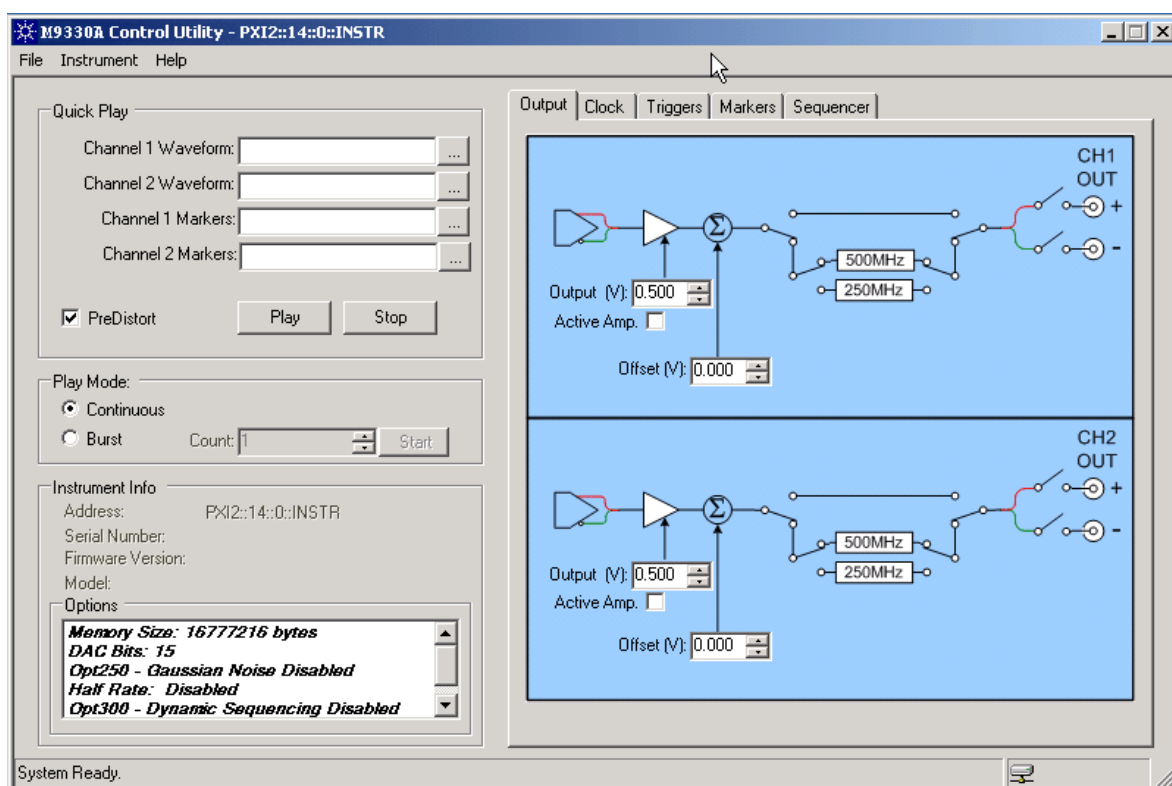 M9330A Control Utility - PXI2::14::0::INSTR
File Instrument Help
Quick Play
Channel 1 Waveform: ...
Channel 2 Waveform: ...
Channel 1 Markers: ...
Channel 2 Markers: ...
PreDistort Play Stop
Play Mode:
Continuous
Burst Count: 1 Start
Instrument Info
Address: PXI2::14::0::INSTR
Serial Number:
Firmware Version:
Model:
Options
Memory Size: 16777216 bytes
DAC Bits: 15
Opt250 - Gaussian Noise Disabled
Half Rate: Disabled
Opt300 - Dynamic Sequencing Disabled
Output Clock Triggers Markers Sequencer
CH1
OUT
+
-
Σ
500MHz
250MHz
Output (V): 0.500
Active Amp.
Offset (V): 0.000
CH2
OUT
+
-
Σ
500MHz
250MHz
Output (V): 0.500
Active Amp.
Offset (V): 0.000
System Ready.